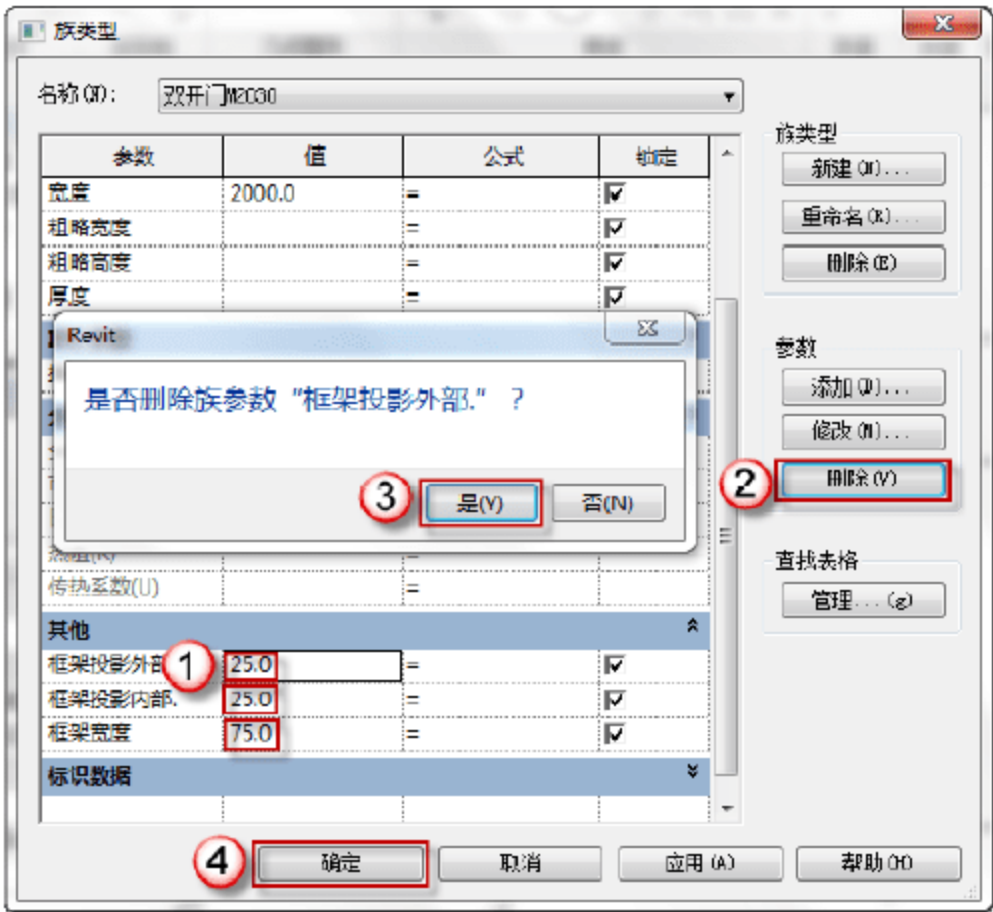 族类型
名称(N): 双开门M2030
族类型
参数 值 公式 锁定
新建(N)...
宽度 2000.0 =
重命名(R)...
粗略宽度 =
粗略高度 =
删除(E)
厚度 =
Revit
参数
是否删除族参数“框架投影外部.” ?
添加(D)...
修改(M)...
② 删除(V)
③ 是(Y) 否(N)
热阻(R) =
查找表格
传热系数(U) =
管理...(g)
其他
框架投影外部 ① 25.0 =
框架投影内部. 25.0 =
框架宽度 75.0 =
标识数据
④ 确定 取消 应用(A) 帮助(H)